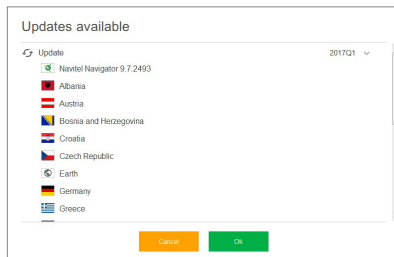 Updates available
Update 2017Q1
Navitel Navigator 9.7.2493
Albania
Austria
Bosnia and Herzegovina
Croatia
Czech Republic
Earth
Germany
Greece
Cancel Ok